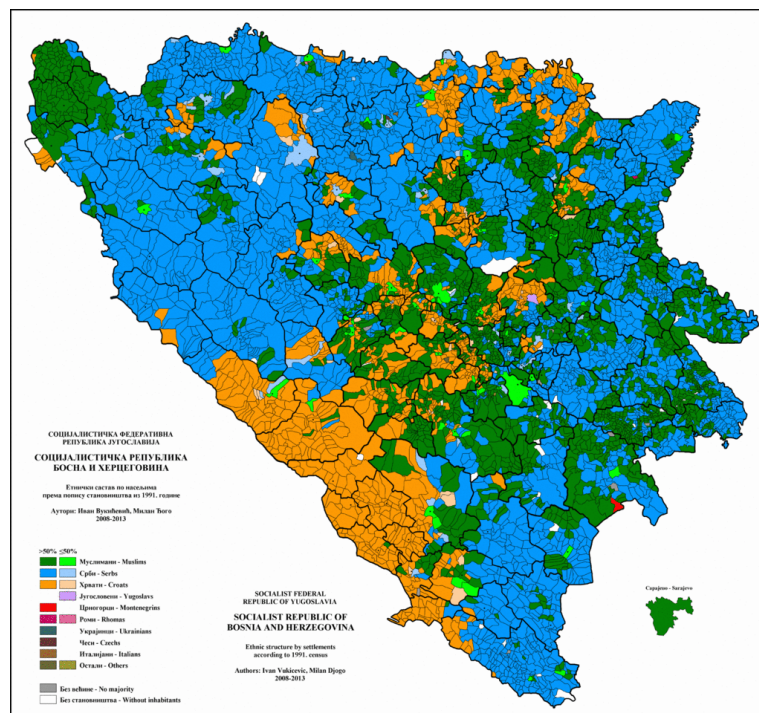 СОЦИЈАЛИСТИЧКА ФЕДЕРАТИВНА
РЕПУБЛИКА ЈУГОСЛАВИЈА
СОЦИЈАЛИСТИЧКА РЕПУБЛИКА
БОСНА И ХЕРЦЕГОВИНА
Етнички састав по насељима
према попису становништва из 1991. године
Аутори: Иван Вукићевић, Милан Ђого
2008-2013
>50% ≤50%
Муслимани - Muslims
Срби - Serbs
Хрвати - Croats
Југословени - Yugoslavs
Црногорци - Montenegrins
Роми - Rhomas
Украјинци - Ukrainians
Чеси - Czechs
Италијани - Italians
Остали - Others
Без већине - No majority
Без становништва - Without inhabitants
SOCIALIST FEDERAL
REPUBLIC OF YUGOSLAVIA
SOCIALIST REPUBLIC OF
BOSNIA AND HERZEGOVINA
Ethnic structure by settlements
according to 1991. census
Authors: Ivan Vukicevic, Milan Djogo
2008-2013
Сарајево - Sarajevo